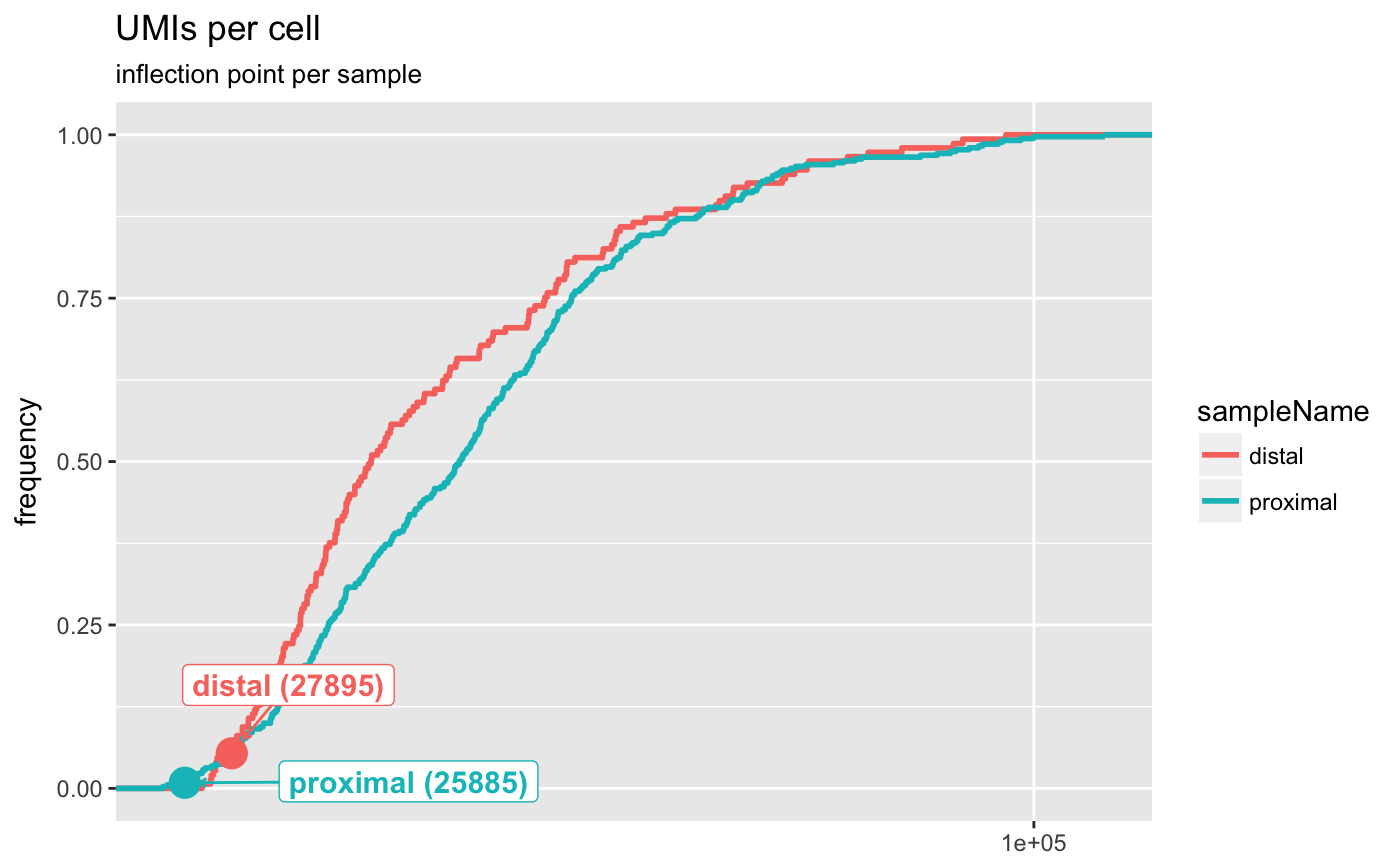 UMIs per cell
inflection point per sample
1.00
0.75
0.50
0.25
0.00
frequency
distal (27895)
proximal (25885)
1e+05
sampleName
distal
proximal